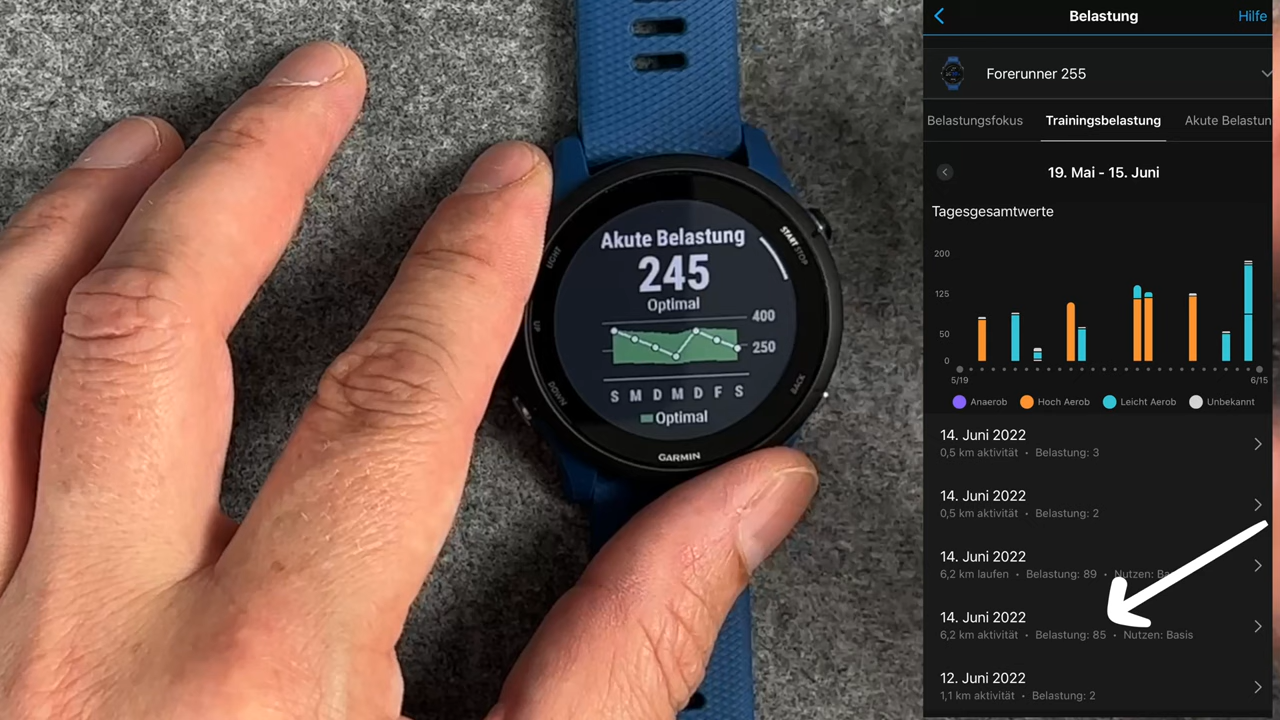 LIGHT
START STOP
UP
DOWN
BACK
Akute Belastung
245
Optimal
400
250
S M D M D F S
Optimal
GARMIN
Belastung
Hilfe
Forerunner 255
Belastungsfokus
Trainingsbelastung
Akute Belastun
19. Mai - 15. Juni
Tagesgesamtwerte
200
125
50
0
5/19
6/15
Anaerob
Hoch Aerob
Leicht Aerob
Unbekannt
14. Juni 2022
0,5 km aktivität • Belastung: 3
14. Juni 2022
0,5 km aktivität • Belastung: 2
14. Juni 2022
6,2 km laufen • Belastung: 89 • Nutzen: Ba
14. Juni 2022
6,2 km aktivität • Belastung: 85 • Nutzen: Basis
12. Juni 2022
1,1 km aktivität • Belastung: 2